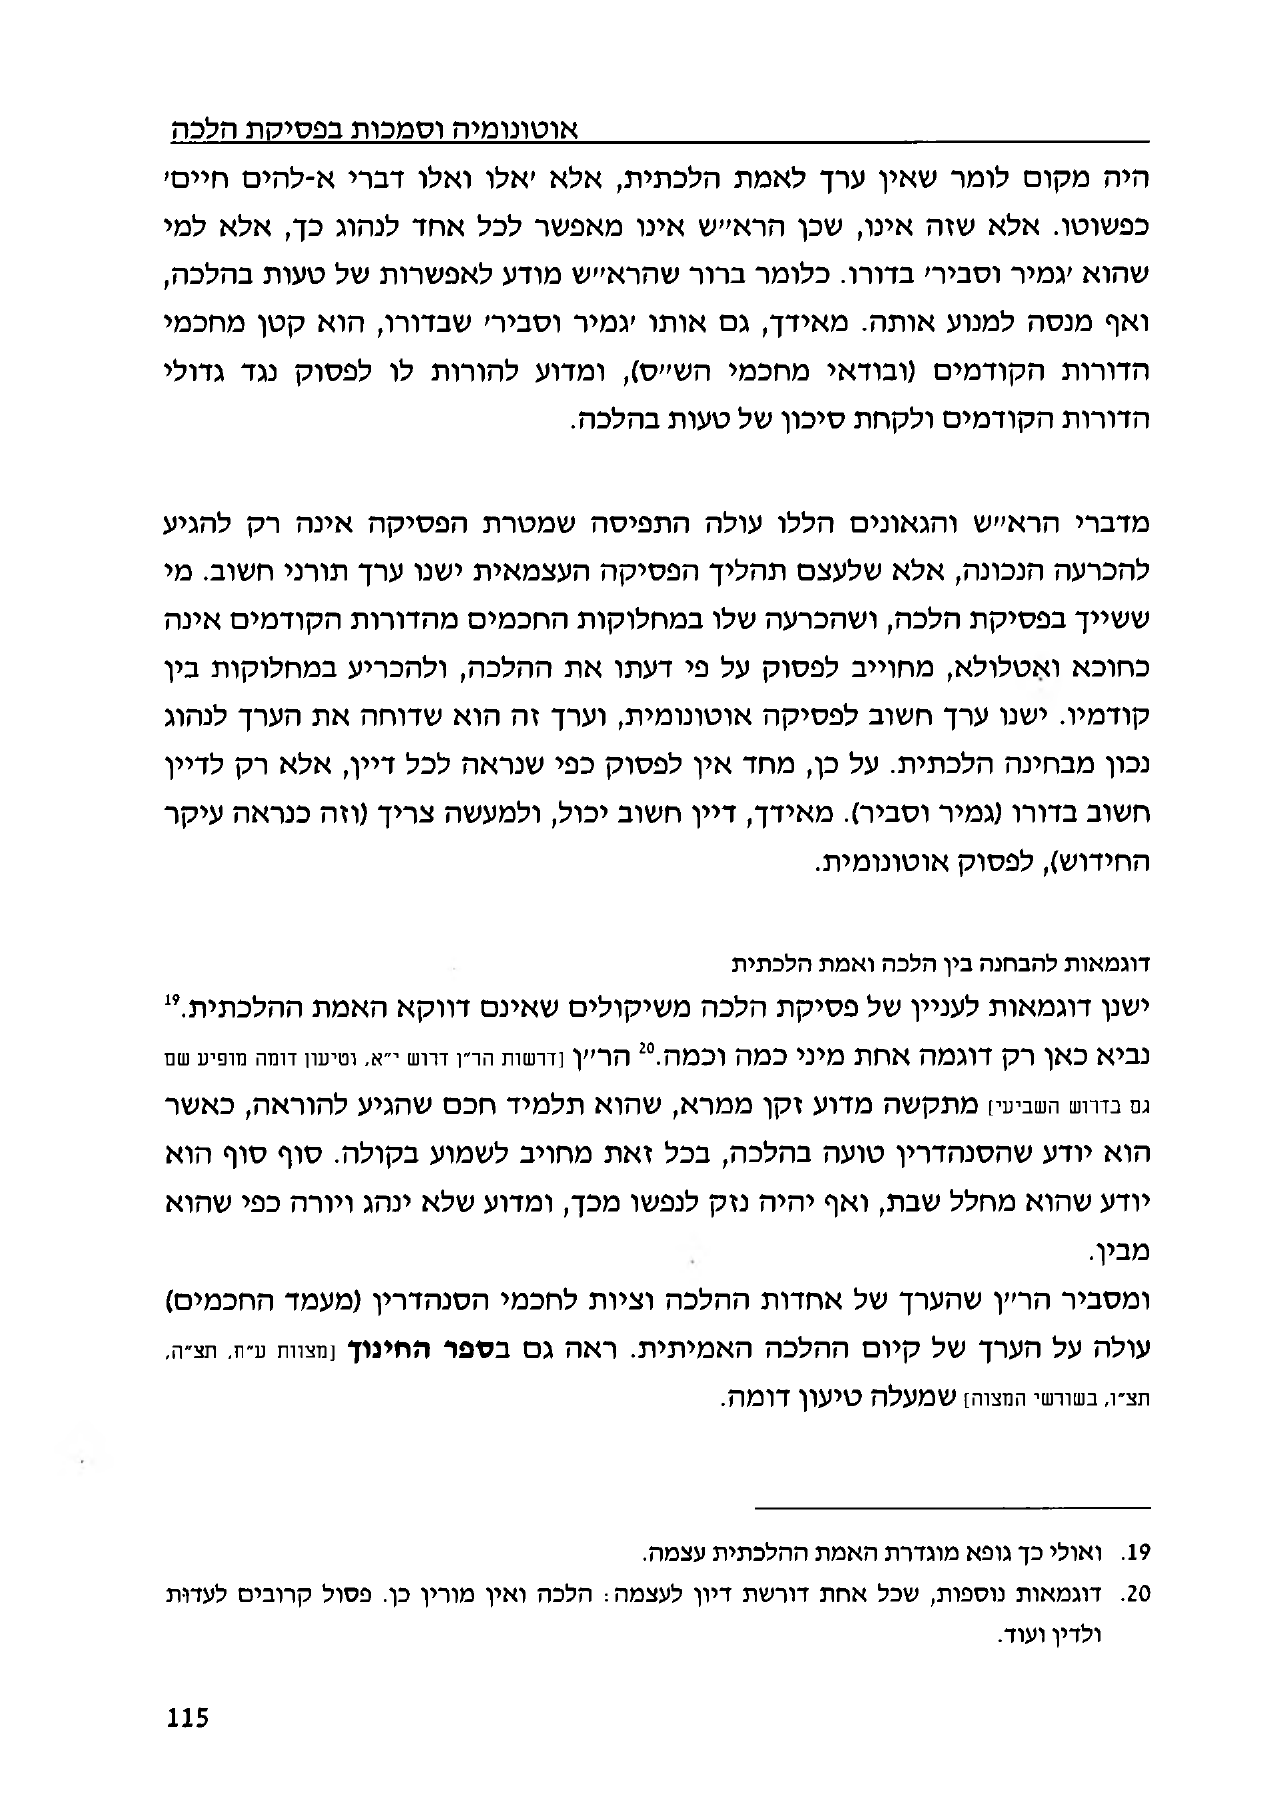 אוטונומיה וסמכות בפסיקת הלכה
היה מקום לומר שאין ערך לאמת הלכתית, אלא 'אלו ואלו דברי א-להים חיים'
כפשוטו. אלא שזה אינו, שכן הרא"ש אינו מאפשר לכל אחד לנהוג כך, אלא למי
שהוא 'גמיר וסביר' בדורו. כלומר ברור שהרא"ש מודע לאפשרות של טעות בהלכה,
ואף מנסה למנוע אותה. מאידך, גם אותו 'גמיר וסביר' שבדורו, הוא קטן מחכמי
הדורות הקודמים (ובודאי מחכמי הש"ס), ומדוע להורות לו לפסוק נגד גדולי
הדורות הקודמים ולקחת סיכון של טעות בהלכה.
מדברי הרא"ש והגאונים הללו עולה התפיסה שמטרת הפסיקה אינה רק להגיע
להכרעה הנכונה, אלא שלעצם תהליך הפסיקה העצמאית ישנו ערך תורני חשוב. מי
ששייך בפסיקת הלכה, ושהכרעה שלו במחלוקות החכמים מהדורות הקודמים אינה
כחוכא ואטלולא, מחוייב לפסוק על פי דעתו את ההלכה, ולהכריע במחלוקות בין
קודמיו. ישנו ערך חשוב לפסיקה אוטונומית, וערך זה הוא שדוחה את הערך לנהוג
נכון מבחינה הלכתית. על כן, מחד אין לפסוק כפי שנראה לכל דיין, אלא רק לדיין
חשוב בדורו (גמיר וסביר). מאידך, דיין חשוב יכול, ולמעשה צריך (וזה כנראה עיקר
החידוש), לפסוק אוטונומית.
דוגמאות להבחנה בין הלכה ואמת הלכתית
ישנן דוגמאות לעניין של פסיקת הלכה משיקולים שאינם דווקא האמת ההלכתית.19
נביא כאן רק דוגמה אחת מיני כמה וכמה.20 הר"ן [דרשות הר"ן דרוש י"א, וטיעון דומה מופיע שם
גם בדרוש השביעי] מתקשה מדוע זקן ממרא, שהוא תלמיד חכם שהגיע להוראה, כאשר
הוא יודע שהסנהדרין טועה בהלכה, בכל זאת מחויב לשמוע בקולה. סוף סוף הוא
יודע שהוא מחלל שבת, ואף יהיה נזק לנפשו מכך, ומדוע שלא ינהג ויורה כפי שהוא
מבין.
ומסביר הר"ן שהערך של אחדות ההלכה וציות לחכמי הסנהדרין (מעמד החכמים)
עולה על הערך של קיום ההלכה האמיתית. ראה גם בספר החינוך [מצוות ע"ח, תצ"ה,
תצ"ו, בשורשי המצוה] שמעלה טיעון דומה.
19. ואולי כך גופא מוגדרת האמת ההלכתית עצמה.
20. דוגמאות נוספות, שכל אחת דורשת דיון לעצמה: הלכה ואין מורין כן. פסול קרובים לעדות
ולדין ועוד.
115